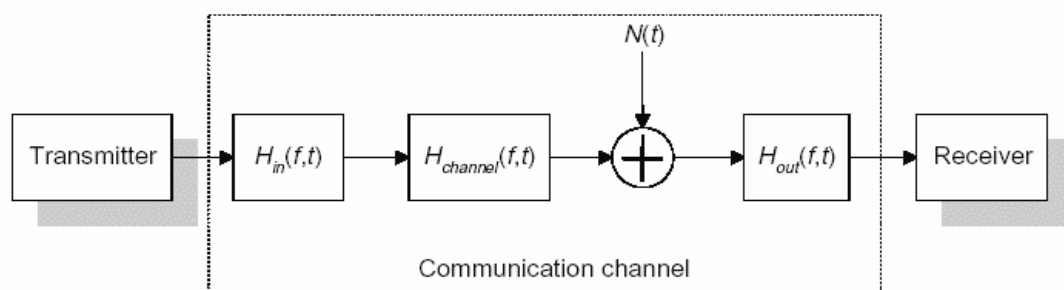 N(t)
Transmitter
H_in(f,t)
H_channel(f,t)
H_out(f,t)
Receiver
Communication channel